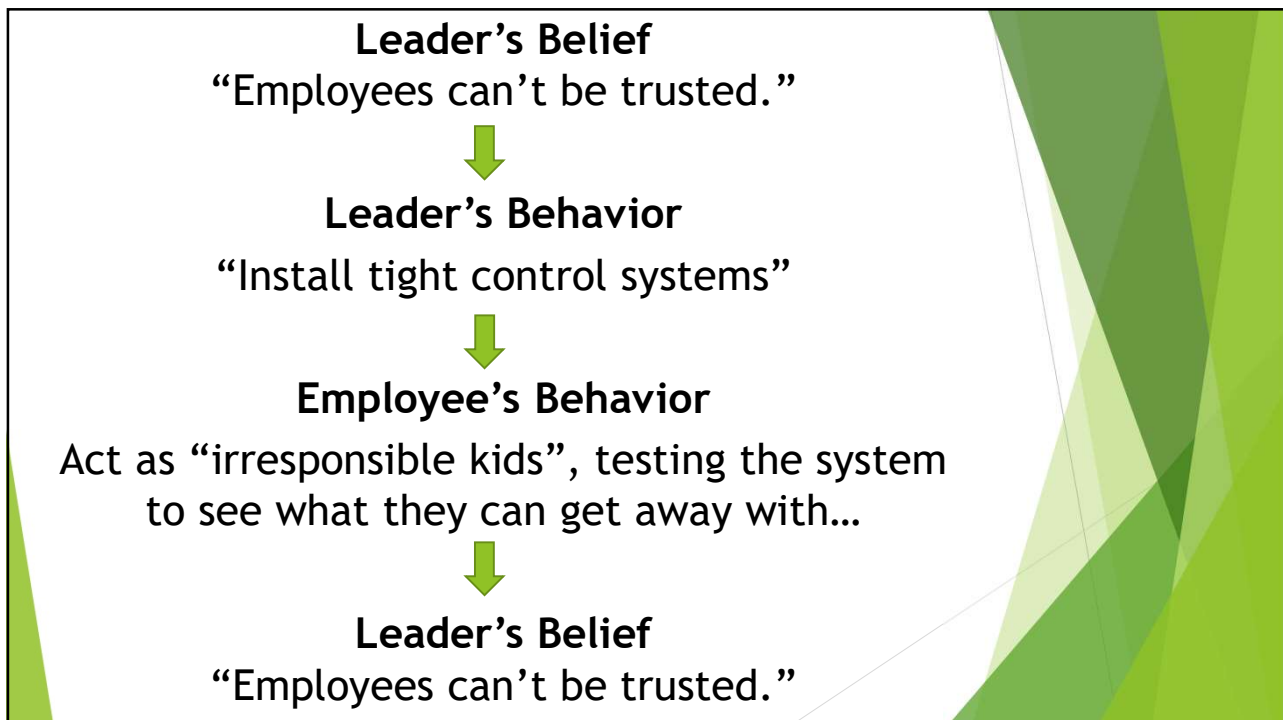 Leader’s Belief
“Employees can’t be trusted.”
Leader’s Behavior
“Install tight control systems”
Employee’s Behavior
Act as “irresponsible kids”, testing the system
to see what they can get away with…
Leader’s Belief
“Employees can’t be trusted.”